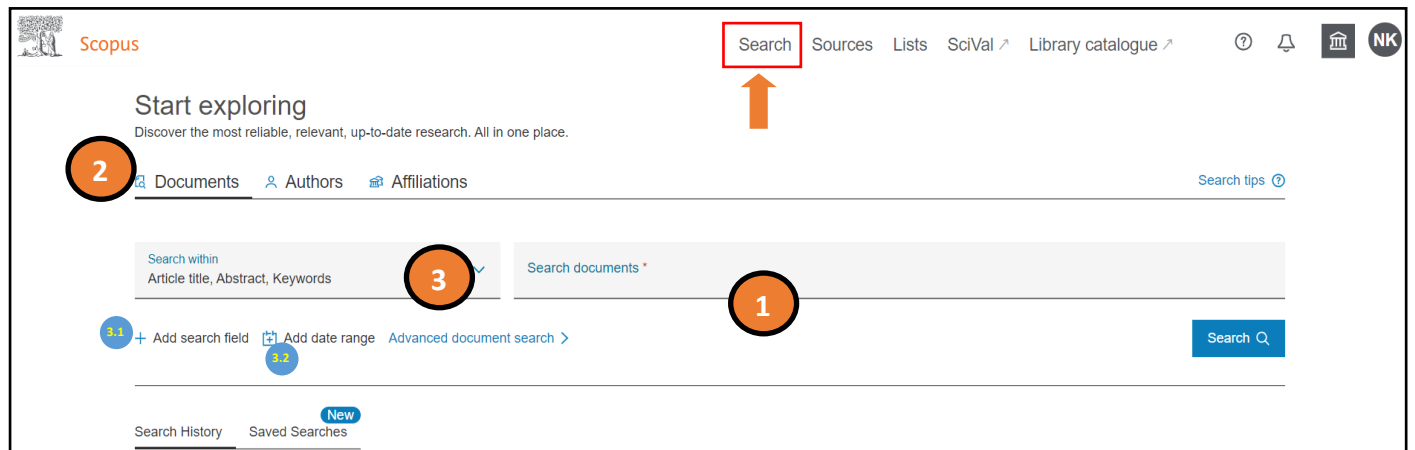 Scopus
Search Sources Lists SciVal ↗ Library catalogue ↗
NK
Start exploring
Discover the most reliable, relevant, up-to-date research. All in one place.
2
Documents Authors Affiliations
Search tips
Search within
Article title, Abstract, Keywords
3
Search documents *
1
3.1
+ Add search field Add date range Advanced document search >
3.2
Search
New
Search History Saved Searches